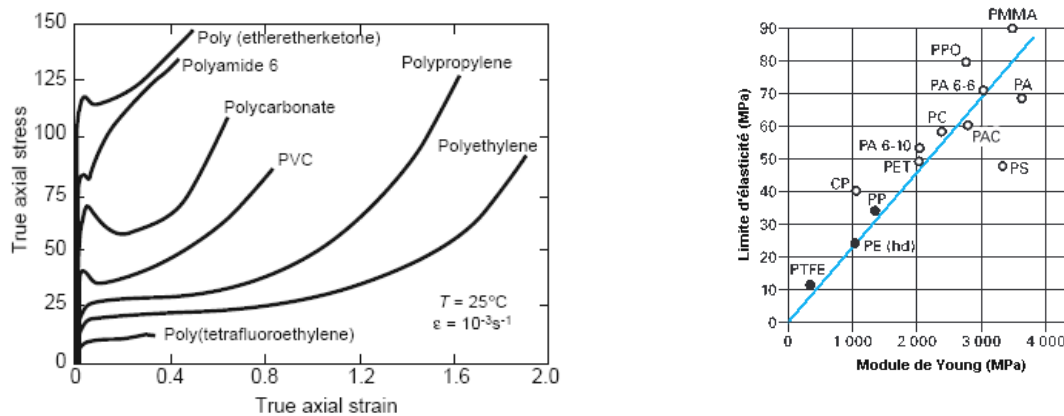 150
125
100
75
50
25
0
True axial stress
Poly (etheretherketone)
Polyamide 6
Polycarbonate
PVC
Polypropylene
Polyethylene
T = 25°C
ε = 10⁻³s⁻¹
Poly(tetrafluoroethylene)
0 0.4 0.8 1.2 1.6 2.0
True axial strain
90
80
70
60
50
40
30
20
10
0
Limite d'élasticité (MPa)
PMMA
PPO
PA 6-6
PA
PC
PAC
PA 6-10
PET
PS
CP
PP
PE (hd)
PTFE
0 1 000 2 000 3 000 4 000
Module de Young (MPa)